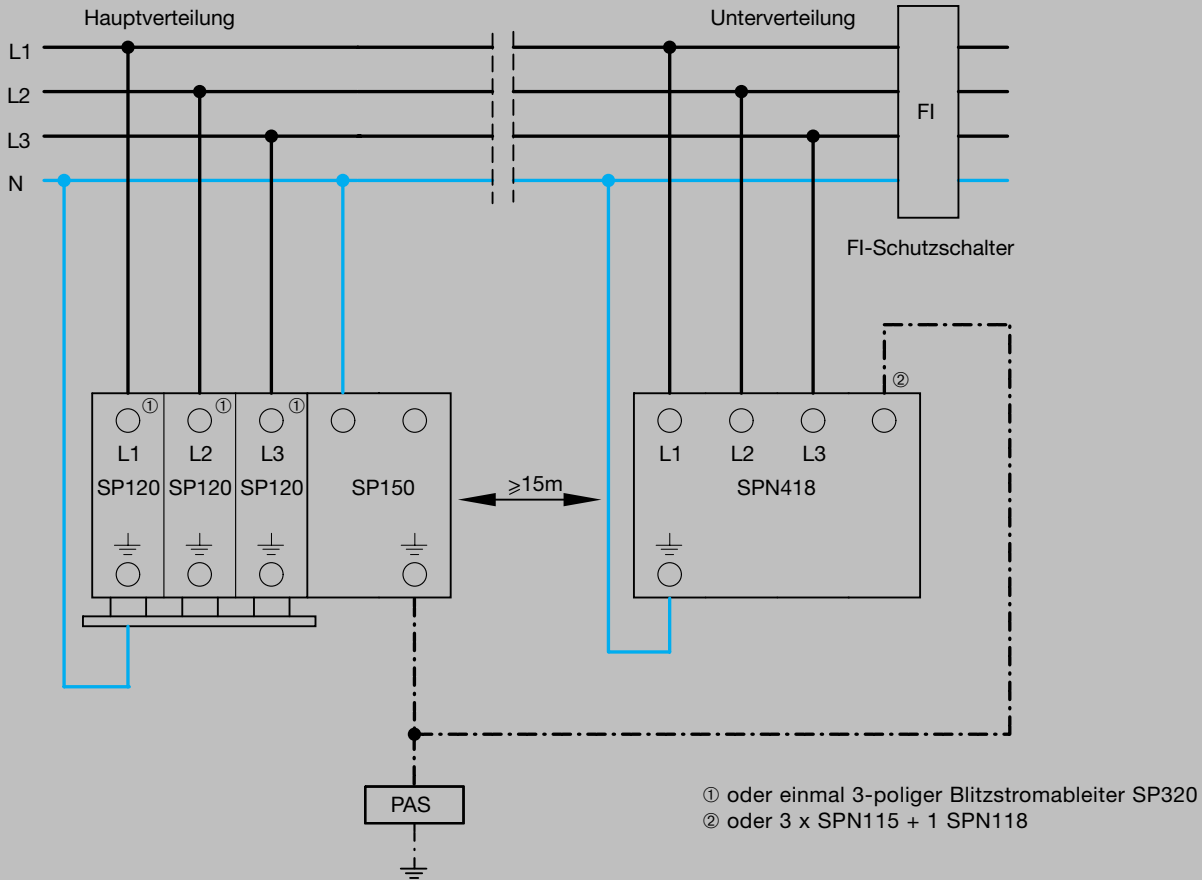 Hauptverteilung
Unterverteilung
L1
L2
L3
N
FI
FI-Schutzschalter
① ① ① ②
L1 L2 L3 L1 L2 L3
SP120 SP120 SP120 SP150 ⩾15m SPN418
PAS
① oder einmal 3-poliger Blitzstromableiter SP320
② oder 3 x SPN115 + 1 SPN118